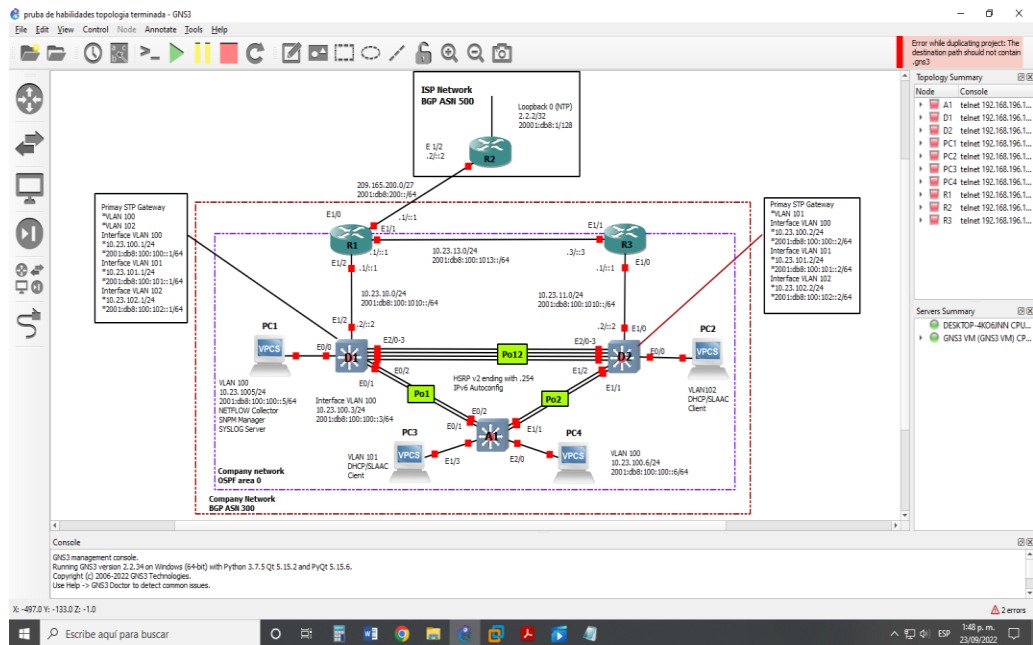 pruba de habilidades topologia terminada - GNS3
File Edit View Control Node Annotate Tools Help
Error while duplicating project: The
destination path should not contain
.gns3
Topology Summary
Node Console
A1 telnet 192.168.196.1...
D1 telnet 192.168.196.1...
D2 telnet 192.168.196.1...
PC1 telnet 192.168.196.1...
PC2 telnet 192.168.196.1...
PC3 telnet 192.168.196.1...
PC4 telnet 192.168.196.1...
R1 telnet 192.168.196.1...
R2 telnet 192.168.196.1...
R3 telnet 192.168.196.1...
Servers Summary
DESKTOP-4KO6JNN CPU...
GNS3 VM (GNS3 VM) CP...
ISP Network
BGP ASN 500
Loopback 0 (NTP)
2.2.2/32
20001:db8:1/128
E 1/2
.2/::2
R2
209.165.200.0/27
2001:db8:200::/64
Primay STP Gateway
*VLAN 100
*VLAN 102
Interface VLAN 100
*10.23.100.1/24
*2001:db8:100:100::1/64
Interface VLAN 101
*10.23.101.1/24
*2001:db8:100:101::1/64
Interface VLAN 102
*10.23.102.1/24
*2001:db8:100:102::1/64
Primay STP Gateway
*VLAN 101
Interface VLAN 100
*10.23.100.2/24
*2001:db8:100:100::2/64
Interface VLAN 101
*10.23.101.2/24
*2001:db8:100:101::2/64
Interface VLAN 102
*10.23.102.2/24
*2001:db8:100:102::2/64
E1/0
.1/::1
E1/1
R1
E1/2
.1/::1
.1/::1
10.23.13.0/24
2001:db8:100:1013::/64
E1/1
.3/::3
R3
E1/0
.1/::1
10.23.10.0/24
2001:db8:100:1010::/64
10.23.11.0/24
2001:db8:100:1010::/64
E1/2
.2/::2
.2/::2
E1/0
PC1
VPCS
E0/0
D1
E2/0-3
Po12
E2/0-3
D2
E0/0
PC2
VPCS
E0/2
E0/1
HSRP v2 ending with .254
IPv6 Autoconfig
E1/2
E1/1
VLAN 100
10.23.1005/24
2001:db8:100:100::5/64
NETFLOW Collector
SNPM Manager
SYSLOG Server
Interface VLAN 100
10.23.100.3/24
2001:db8:100:100::3/64
Po1
Po2
VLAN102
DHCP/SLAAC
Client
E0/2
E0/1
A1
E1/1
PC3
VPCS
PC4
VPCS
E1/3
E2/0
VLAN 101
DHCP/SLAAC
Cient
VLAN 100
10.23.100.6/24
2001:db8:100:100::6/64
Company network
OSPF area 0
Company Network
BGP ASN 300
Console
GNS3 management console.
Running GNS3 version 2.2.34 on Windows (64-bit) with Python 3.7.5 Qt 5.15.2 and PyQt 5.15.6.
Copyright (c) 2006-2022 GNS3 Technologies.
Use Help -> GNS3 Doctor to detect common issues.
X: -497.0 Y: -133.0 Z: -1.0
2 errors
Escribe aquí para buscar
ESP
1:48 p. m.
23/09/2022